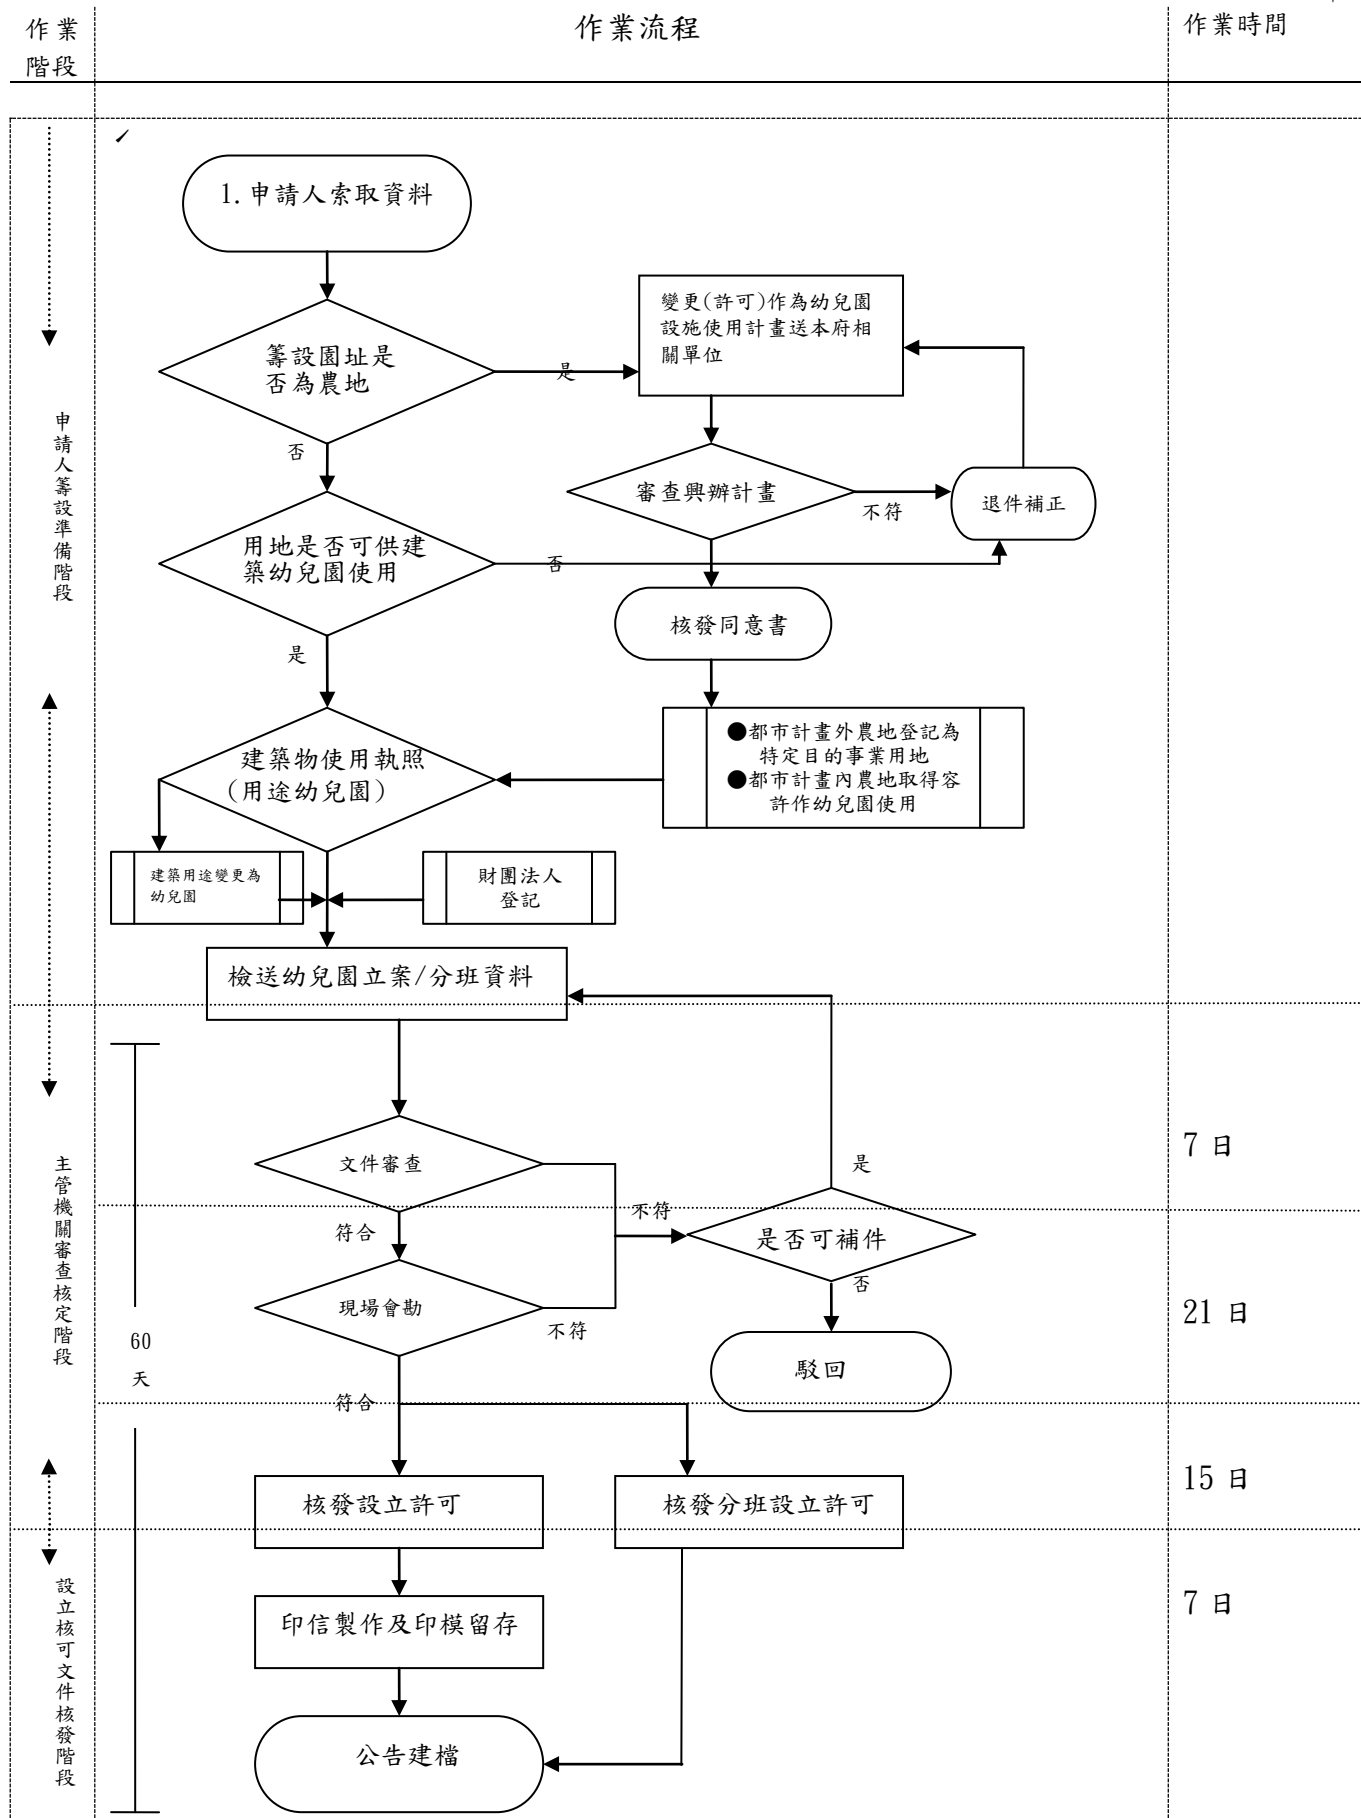 作業
階段
作業流程
作業時間
1.申請人索取資料
籌設園址是
否為農地
是
否
變更(許可)作為幼兒園
設施使用計畫送本府相
關單位
審查興辦計畫
不符
退件補正
用地是否可供建
築幼兒園使用
否
是
核發同意書
●都市計畫外農地登記為
特定目的事業用地
●都市計畫內農地取得容
許作幼兒園使用
建築物使用執照
(用途幼兒園)
建築用途變更為
幼兒園
財團法人
登記
檢送幼兒園立案/分班資料
申請人籌設準備階段
文件審查
符合
不符
是
是否可補件
否
現場會勘
不符
駁回
符合
主管機關審查核定階段
60
天
7 日
21 日
15 日
7 日
核發設立許可
核發分班設立許可
印信製作及印模留存
公告建檔
設立核可文件核發階段